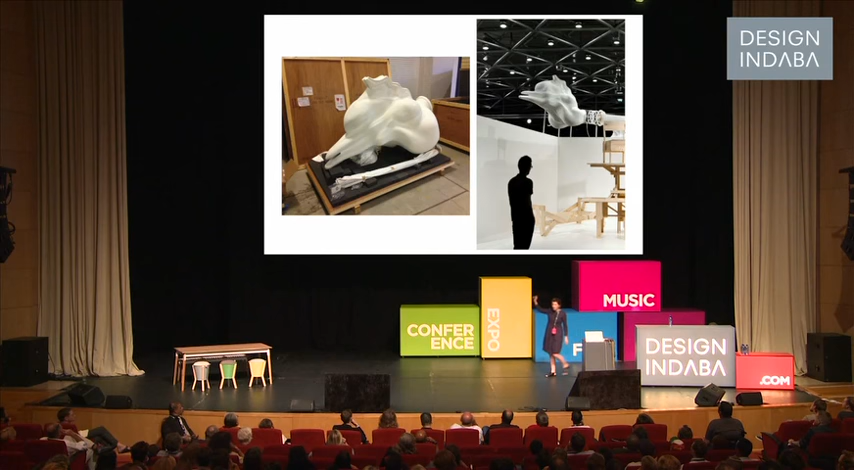 DESIGN
INDABA
MUSIC
CONFER
ENCE
EXPO
F
DESIGN
INDABA
.COM